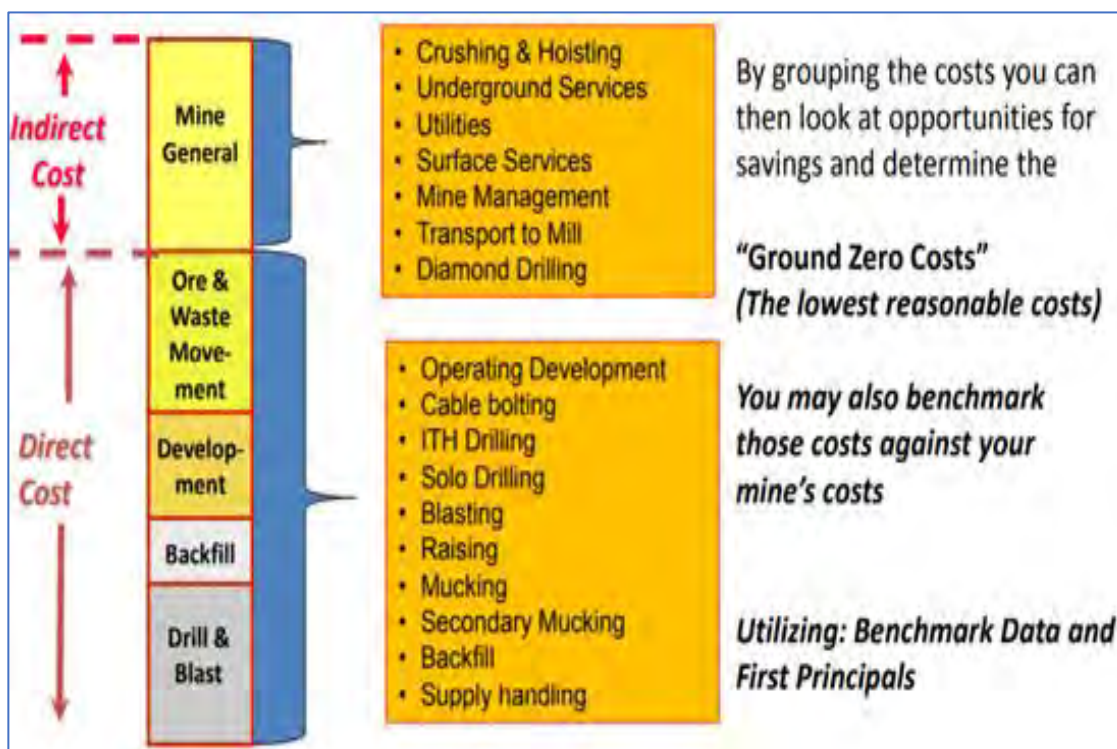 Indirect
Cost
Direct
Cost
Mine
General
Ore &
Waste
Move-
ment
Develop-
ment
Backfill
Drill &
Blast
• Crushing & Hoisting
• Underground Services
• Utilities
• Surface Services
• Mine Management
• Transport to Mill
• Diamond Drilling
• Operating Development
• Cable bolting
• ITH Drilling
• Solo Drilling
• Blasting
• Raising
• Mucking
• Secondary Mucking
• Backfill
• Supply handling
By grouping the costs you can
then look at opportunities for
savings and determine the
“Ground Zero Costs”
(The lowest reasonable costs)
You may also benchmark
those costs against your
mine’s costs
Utilizing: Benchmark Data and
First Principals